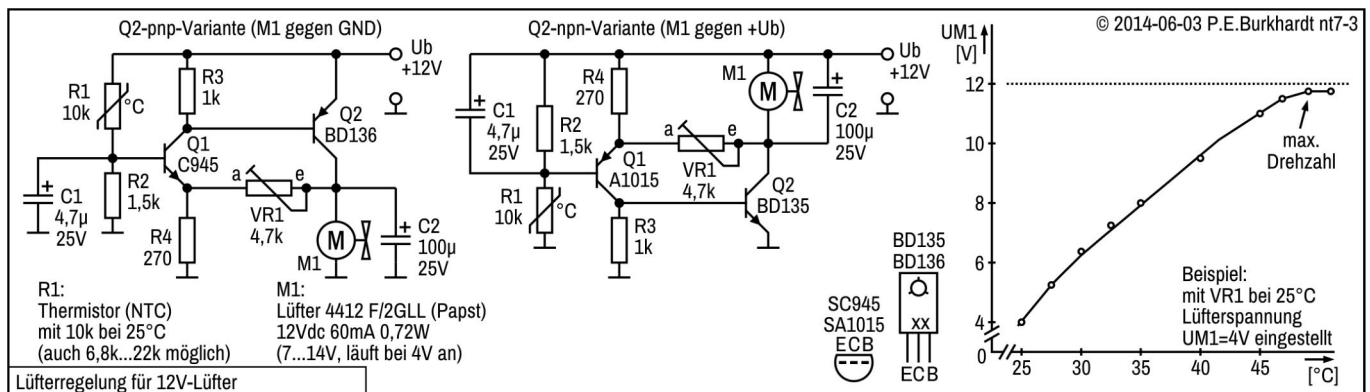 Q2-pnp-Variante (M1 gegen GND)
Ub
+12V
R1
10k
°C
R3
1k
Q2
BD136
Q1
C945
C1
4,7µ
25V
R2
1,5k
a
e
VR1
4,7k
R4
270
M
M1
C2
100µ
25V
R1:
Thermistor (NTC)
mit 10k bei 25°C
(auch 6,8k...22k möglich)
M1:
Lüfter 4412 F/2GLL (Papst)
12Vdc 60mA 0,72W
(7...14V, läuft bei 4V an)
Lüfterregelung für 12V-Lüfter
Q2-npn-Variante (M1 gegen +Ub)
Ub
+12V
C1
4,7µ
25V
R2
1,5k
R4
270
M1
M
C2
100µ
25V
a
e
VR1
4,7k
Q1
A1015
R1
10k
°C
R3
1k
Q2
BD135
BD135
BD136
XX
ECB
SC945
SA1015
ECB
© 2014-06-03 P.E.Burkhardt nt7-3
UM1
[V]
12
10
8
6
4
0
max.
Drehzahl
Beispiel:
mit VR1 bei 25°C
Lüfterspannung
UM1=4V eingestellt
25 30 35 40 45 [°C]